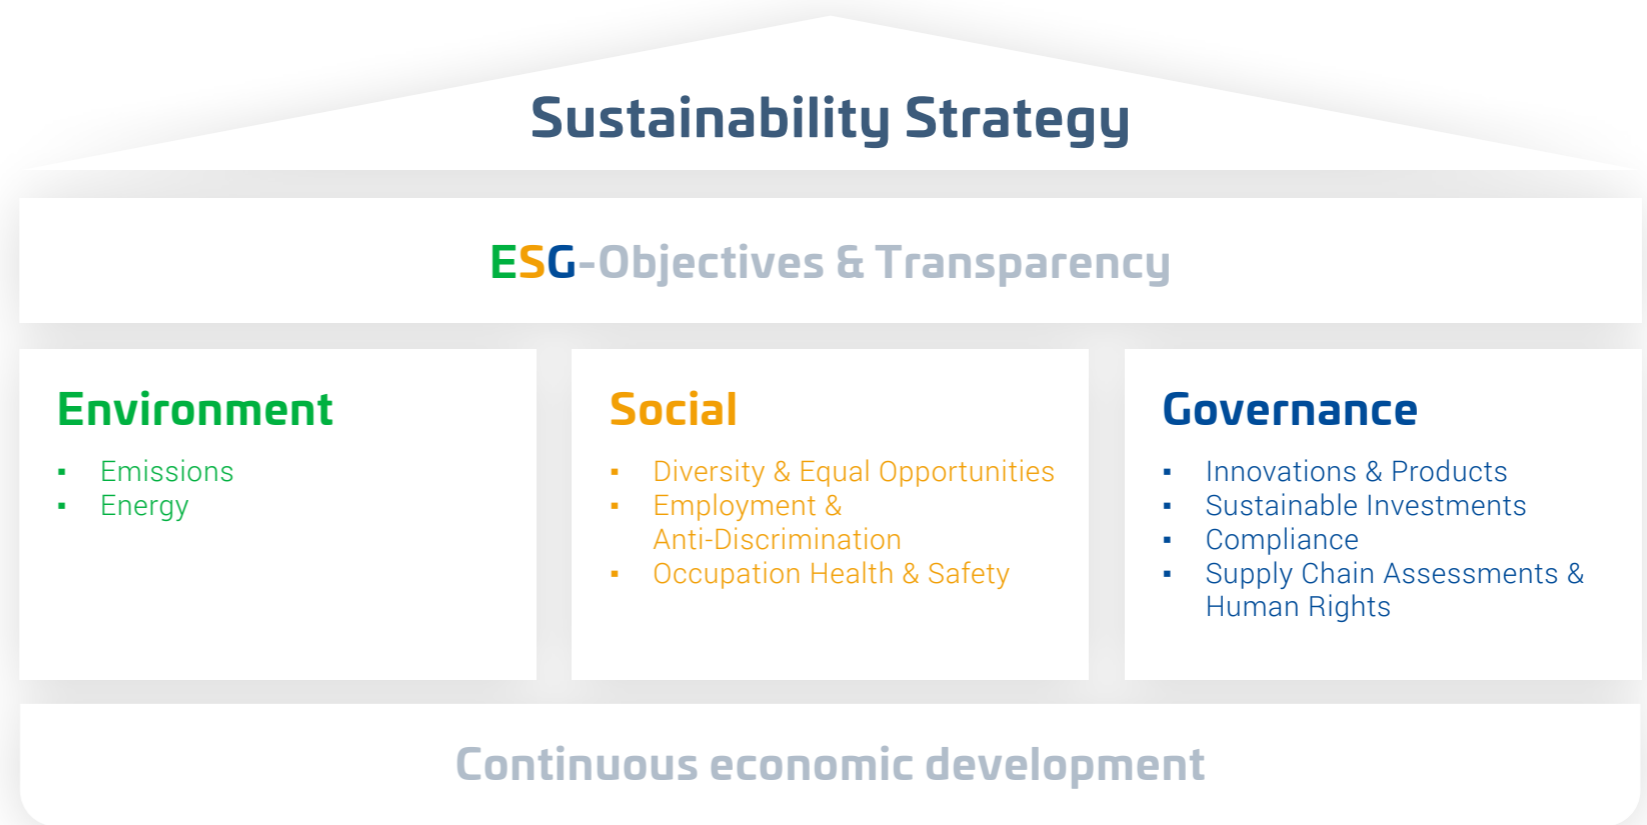 Sustainability Strategy
ESG-Objectives & Transparency
Environment
▪ Emissions
▪ Energy
Social
▪ Diversity & Equal Opportunities
▪ Employment &
Anti-Discrimination
▪ Occupation Health & Safety
Governance
▪ Innovations & Products
▪ Sustainable Investments
▪ Compliance
▪ Supply Chain Assessments &
Human Rights
Continuous economic development